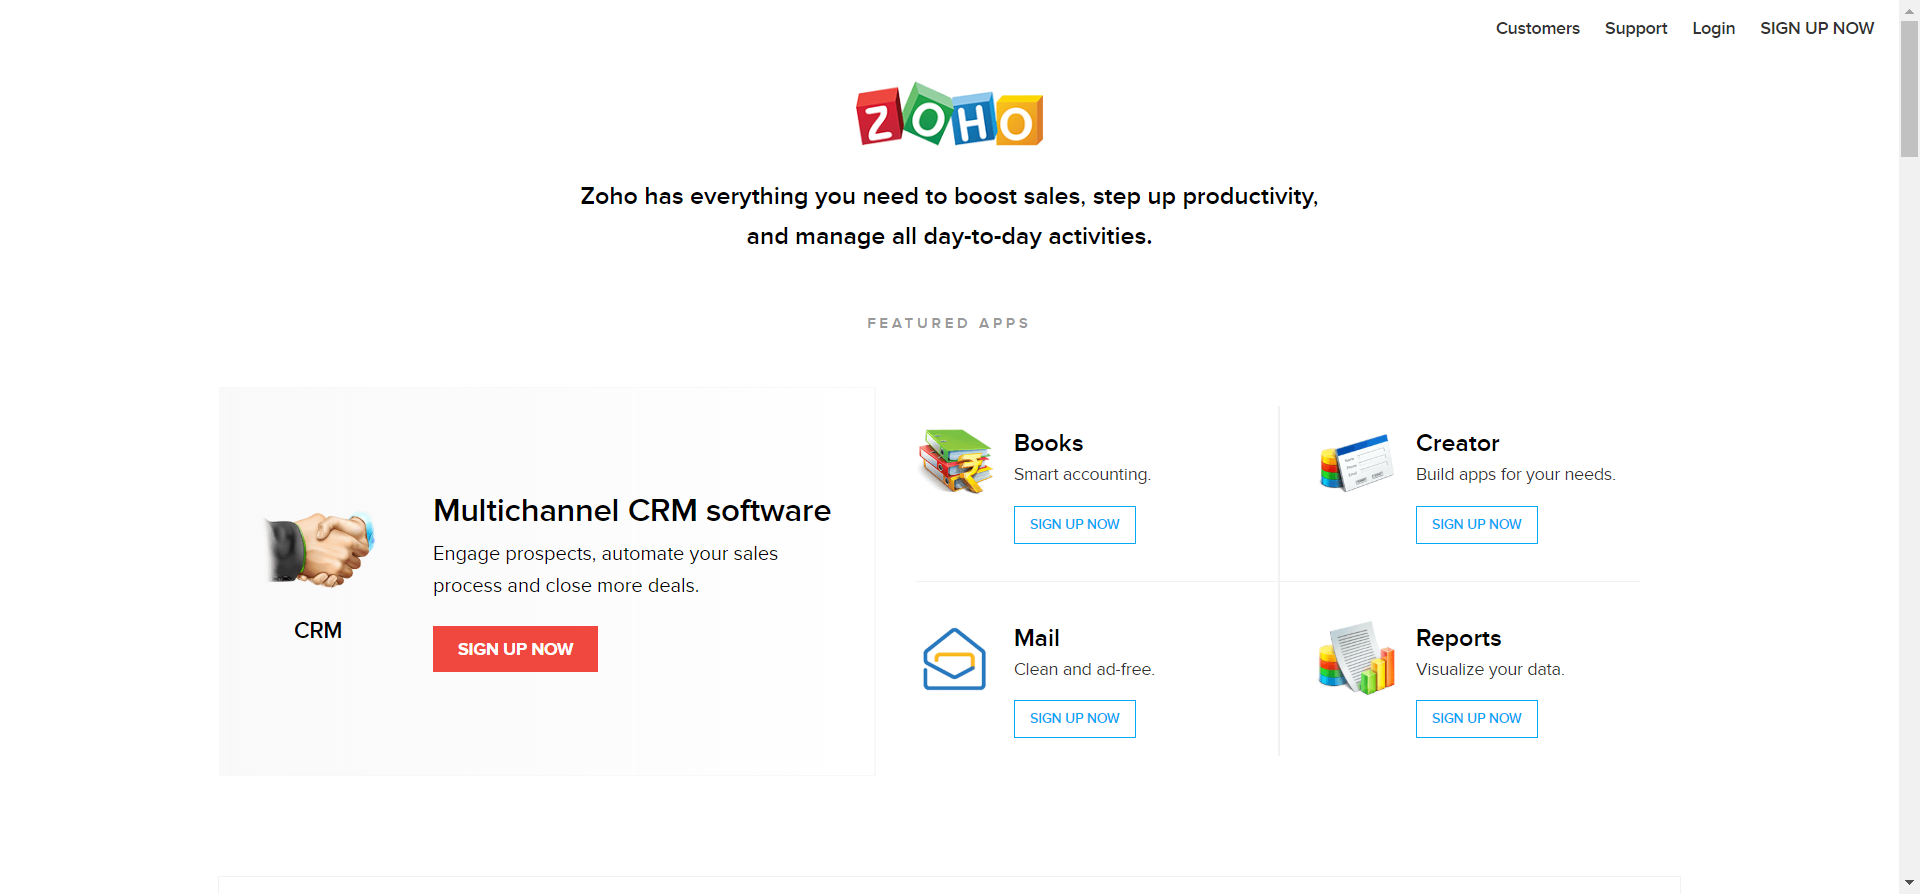 Customers Support Login SIGN UP NOW
ZOHO
Zoho has everything you need to boost sales, step up productivity,
and manage all day-to-day activities.
FEATURED APPS
CRM
Multichannel CRM software
Engage prospects, automate your sales
process and close more deals.
SIGN UP NOW
Books
Smart accounting.
SIGN UP NOW
Creator
Build apps for your needs.
SIGN UP NOW
Mail
Clean and ad-free.
SIGN UP NOW
Reports
Visualize your data.
SIGN UP NOW